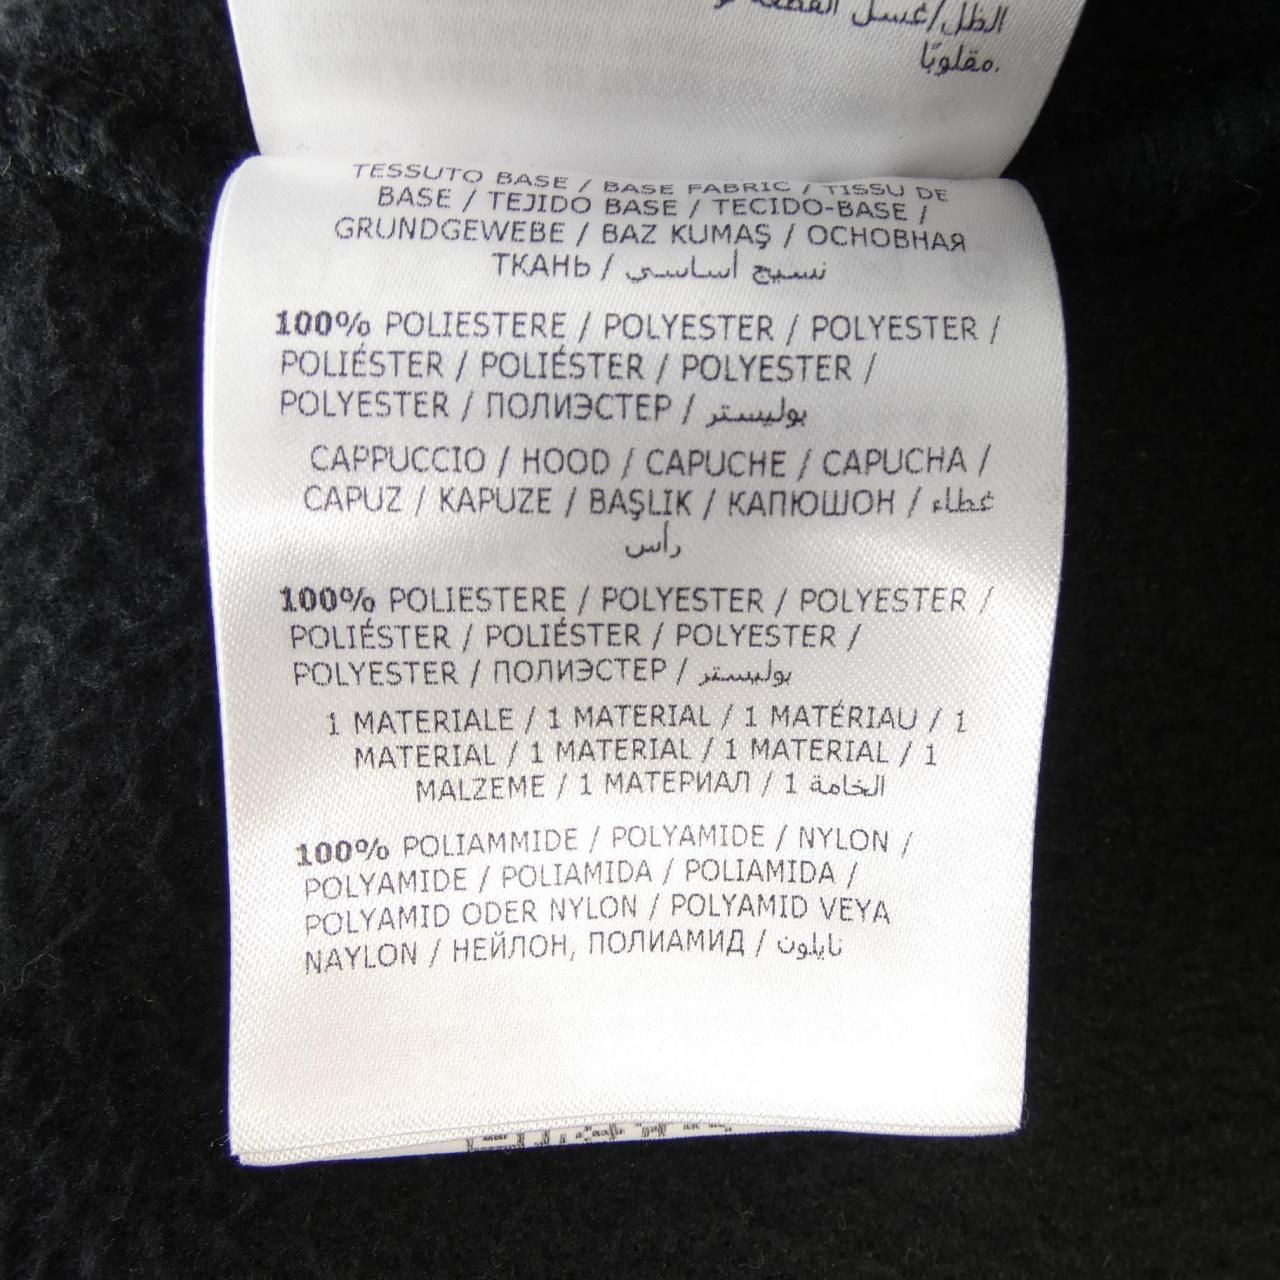 الظل/غسل القطعة
مقلوبًا.
TESSUTO BASE / BASE FABRIC / TISSU DE
BASE / TEJIDO BASE / TECIDO-BASE /
GRUNDGEWEBE / BAZ KUMAŞ / ОСНОВНАЯ
ТКАНЬ / نسيج أساسي
100% POLIESTERE / POLYESTER / POLYESTER /
POLIÉSTER / POLIÉSTER / POLYESTER /
POLYESTER / ПОЛИЭСТЕР / بوليستر
CAPPUCCIO / HOOD / CAPUCHE / CAPUCHA /
CAPUZ / KAPUZE / BAŞLIK / КАПЮШОН / غطاء
رأس
100% POLIESTERE / POLYESTER / POLYESTER /
POLIÉSTER / POLIÉSTER / POLYESTER /
POLYESTER / ПОЛИЭСТЕР / بوليستر
1 MATERIALE / 1 MATERIAL / 1 MATÉRIAU / 1
MATERIAL / 1 MATERIAL / 1 MATERIAL / 1
MALZEME / 1 МАТЕРИАЛ / 1 الخامة
100% POLIAMMIDE / POLYAMIDE / NYLON /
POLYAMIDE / POLIAMIDA / POLIAMIDA /
POLYAMID ODER NYLON / POLYAMID VEYA
NAYLON / НЕЙЛОН, ПОЛИАМИД / نايلون